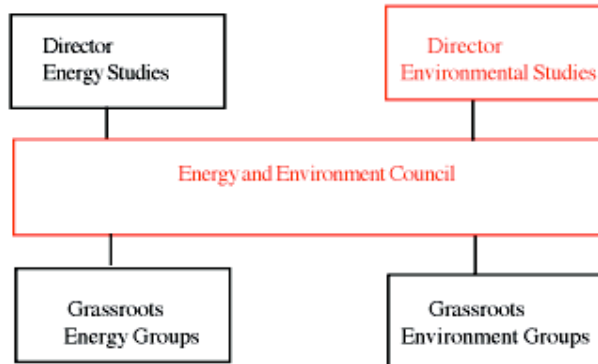 Director
Energy Studies
Director
Environmental Studies
Energy and Environment Council
Grassroots
Energy Groups
Grassroots
Environment Groups